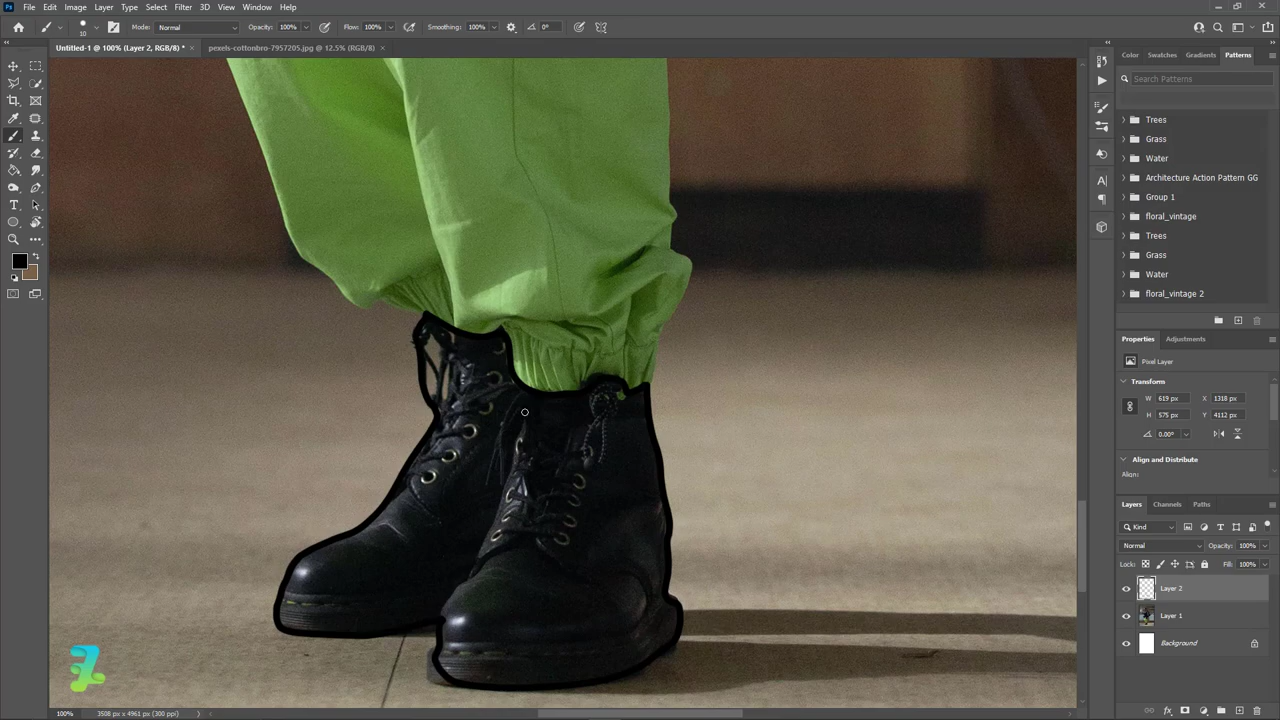 Ps File Edit Image Layer Type Select Filter 3D View Window Help
10 Mode: Normal Opacity: 100% Flow: 100% Smoothing: 100% 0°
Untitled-1 @ 100% (Layer 2, RGB/8) * × pexels-cottonbro-7957205.jpg @ 12.5% (RGB/8) ×
Color Swatches Gradients Patterns
Search Patterns
Trees
Grass
Water
Architecture Action Pattern GG
Group 1
floral_vintage
Trees
Grass
Water
floral_vintage 2
Properties Adjustments
Pixel Layer
Transform
W 619 px X 1318 px
H 575 px Y 4112 px
0.00°
Align and Distribute
Align:
Layers Channels Paths
Kind
Normal Opacity: 100%
Lock: Fill: 100%
Layer 2
Layer 1
Background
100% 3508 px x 4961 px (300 ppi)